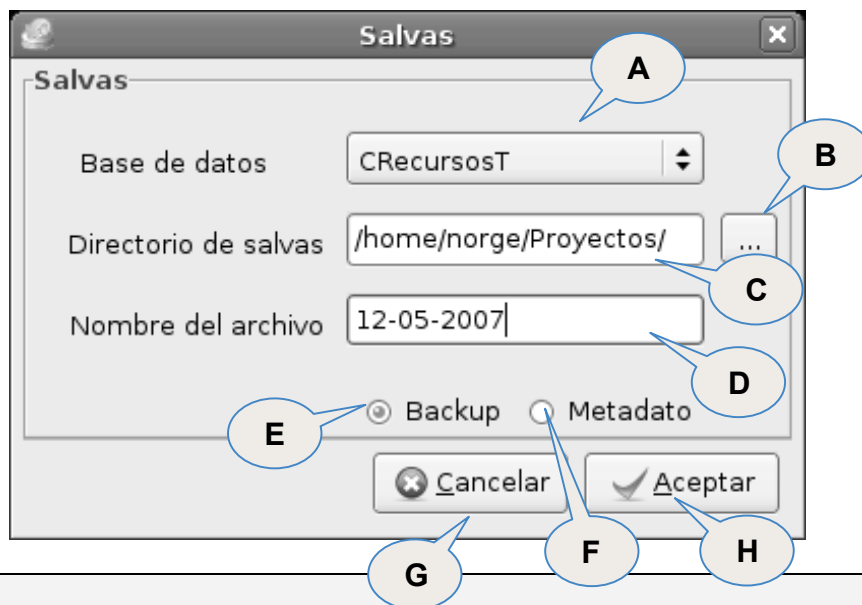 Salvas
A
Salvas
Base de datos CRecursosT
B
Directorio de salvas /home/norge/Proyectos/ ...
C
Nombre del archivo 12-05-2007
D
E Backup Metadato
Cancelar Aceptar
G F H